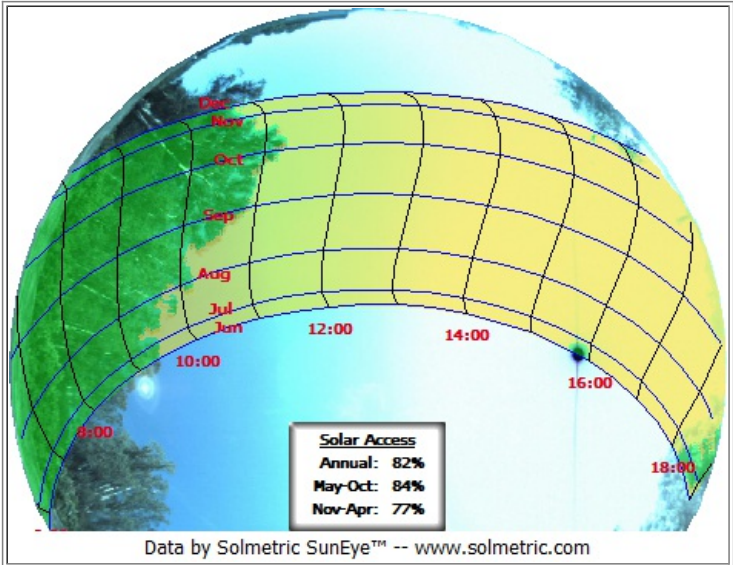 Dec
Nov
Oct
Sep
Aug
Jul
Jun
12:00
14:00
10:00
16:00
8:00
18:00
Solar Access
Annual: 82%
May-Oct: 84%
Nov-Apr: 77%
Data by Solmetric SunEye™ -- www.solmetric.com